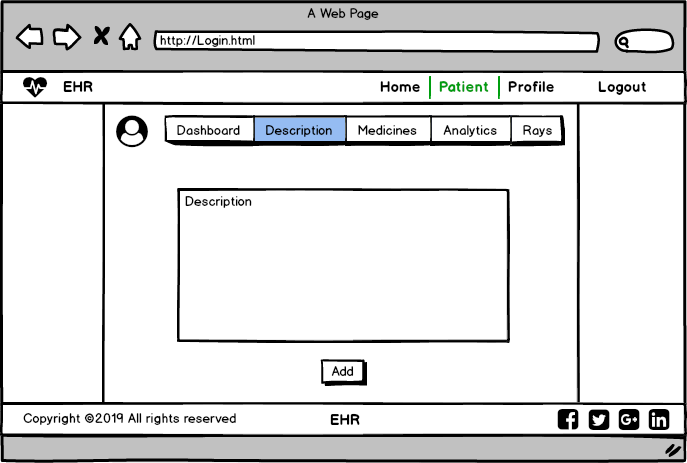 A Web Page
http://Login.html
EHR Home Patient Profile Logout
Dashboard Description Medicines Analytics Rays
Description
Add
Copyright ©2019 All rights reserved EHR